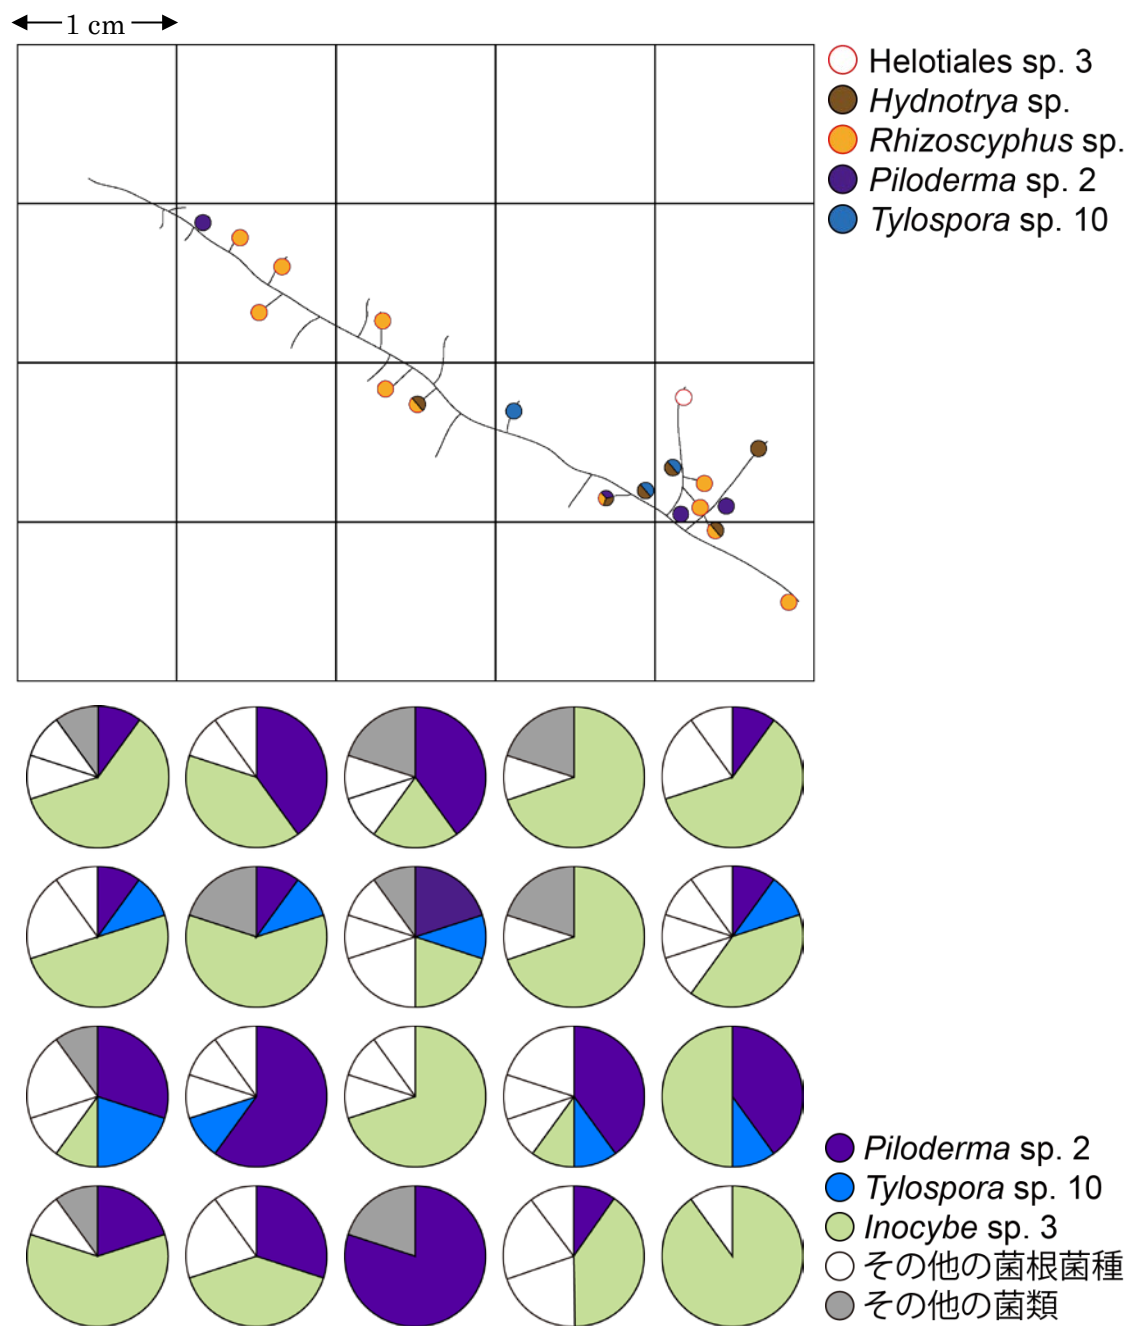 1 cm
Helotiales sp. 3
Hydnotrya sp.
Rhizoscyphus sp.
Piloderma sp. 2
Tylospora sp. 10
Piloderma sp. 2
Tylospora sp. 10
Inocybe sp. 3
その他の菌根菌種
その他の菌類